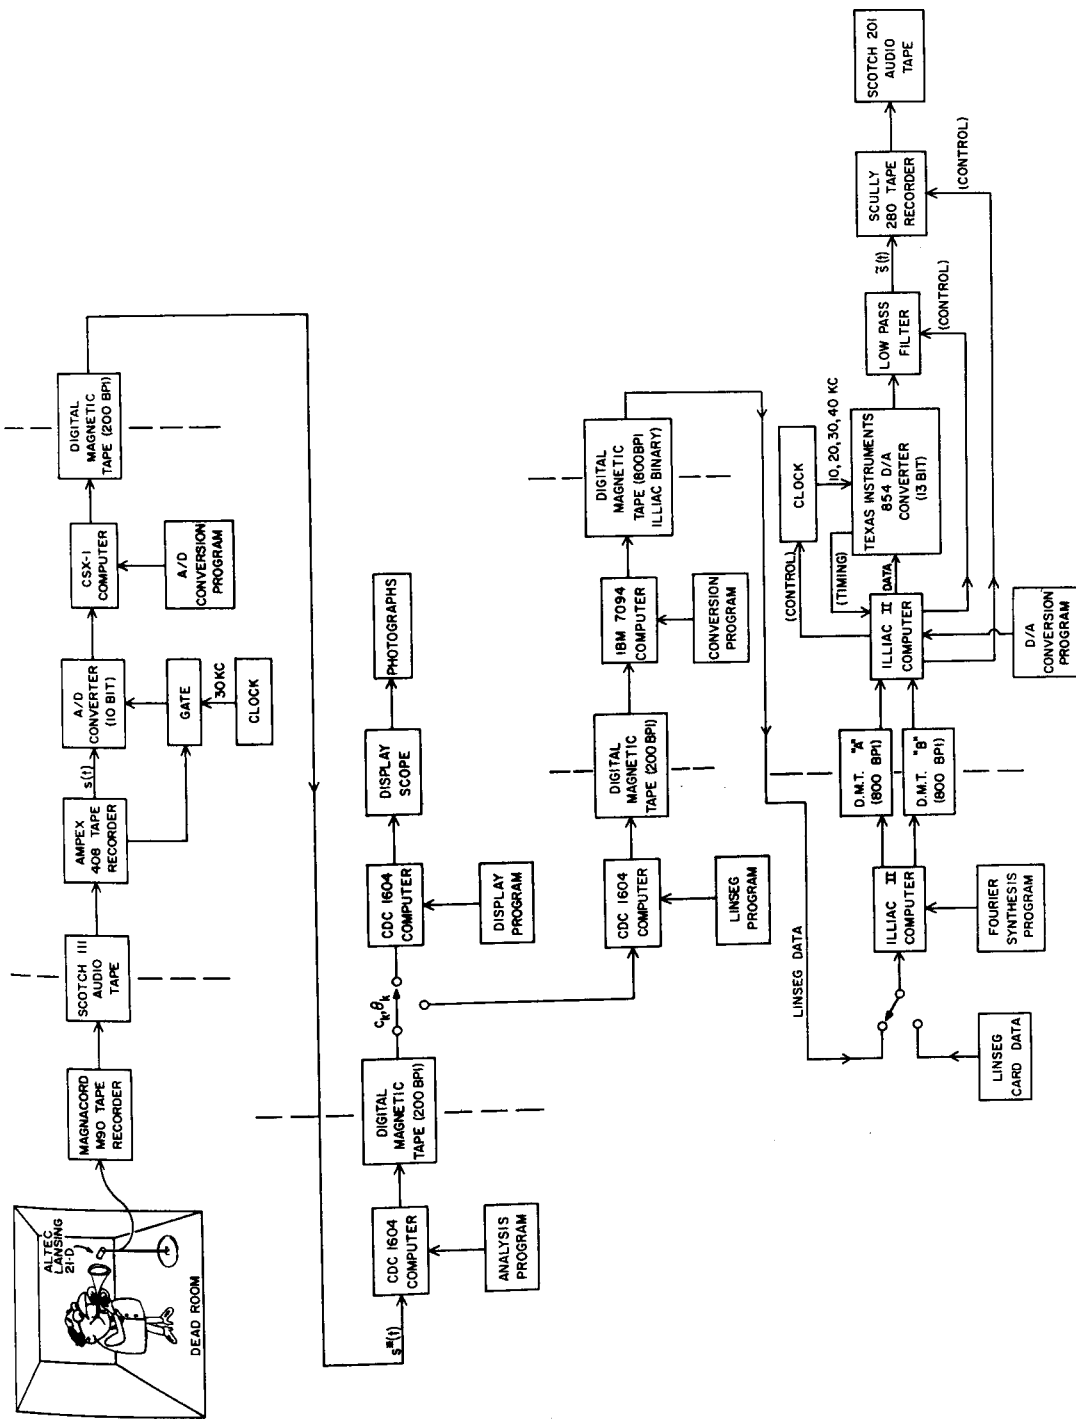 ALTEC
LANSING
21-D
DEAD ROOM
MAGNACORD
M90 TAPE
RECORDER
SCOTCH III
AUDIO
TAPE
AMPEX
408 TAPE
RECORDER
s(t)
A/D
CONVERTER
(10 BIT)
GATE
30 KC
CLOCK
CSX-1
COMPUTER
A/D
CONVERSION
PROGRAM
DIGITAL
MAGNETIC
TAPE (200 BPI)
s*(t)
CDC 1604
COMPUTER
ANALYSIS
PROGRAM
DIGITAL
MAGNETIC
TAPE (200 BPI)
ck,θk
CDC 1604
COMPUTER
DISPLAY
PROGRAM
DISPLAY
SCOPE
PHOTOGRAPHS
CDC 1604
COMPUTER
LINSEG
PROGRAM
DIGITAL
MAGNETIC
TAPE (200 BPI)
IBM 7094
COMPUTER
CONVERSION
PROGRAM
DIGITAL
MAGNETIC
TAPE (800BPI
ILLIAC BINARY)
LINSEG DATA
LINSEG
CARD DATA
ILLIAC II
COMPUTER
FOURIER
SYNTHESIS
PROGRAM
D.M.T. "A"
(800 BPI)
D.M.T. "B"
(800 BPI)
ILLIAC II
COMPUTER
D/A
CONVERSION
PROGRAM
(CONTROL)
(TIMING)
DATA
CLOCK
10, 20, 30, 40 KC
TEXAS INSTRUMENTS
854 D/A
CONVERTER
(13 BIT)
LOW PASS
FILTER
(CONTROL)
s̃(t)
SCULLY
280 TAPE
RECORDER
(CONTROL)
SCOTCH 201
AUDIO
TAPE